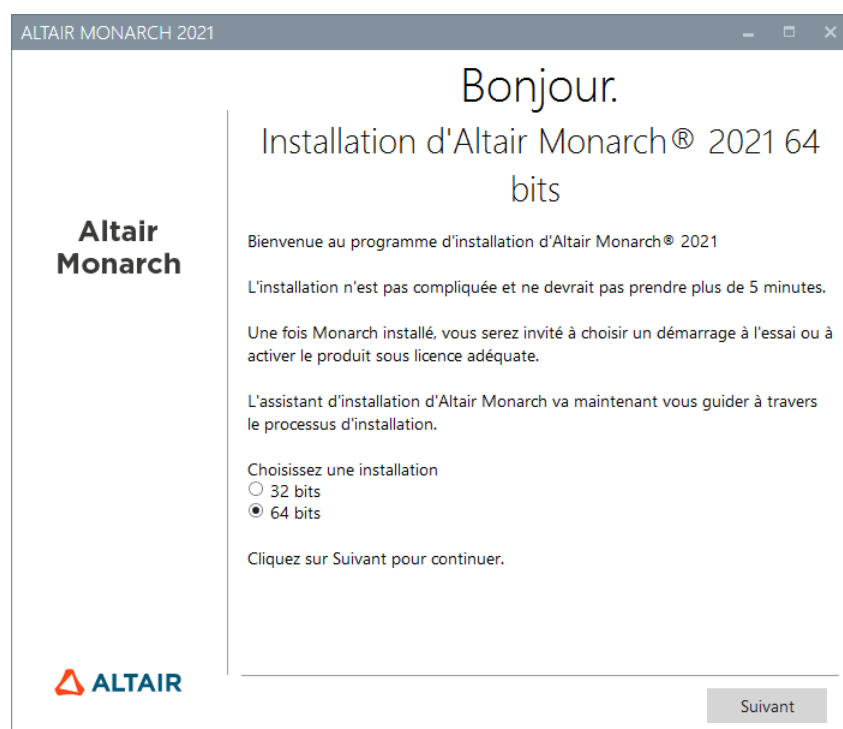 ALTAIR MONARCH 2021
Bonjour.
Installation d'Altair Monarch® 2021 64
bits
Altair
Monarch
Bienvenue au programme d'installation d'Altair Monarch® 2021
L'installation n'est pas compliquée et ne devrait pas prendre plus de 5 minutes.
Une fois Monarch installé, vous serez invité à choisir un démarrage à l'essai ou à
activer le produit sous licence adéquate.
L'assistant d'installation d'Altair Monarch va maintenant vous guider à travers
le processus d'installation.
Choisissez une installation
32 bits
64 bits
Cliquez sur Suivant pour continuer.
ALTAIR
Suivant